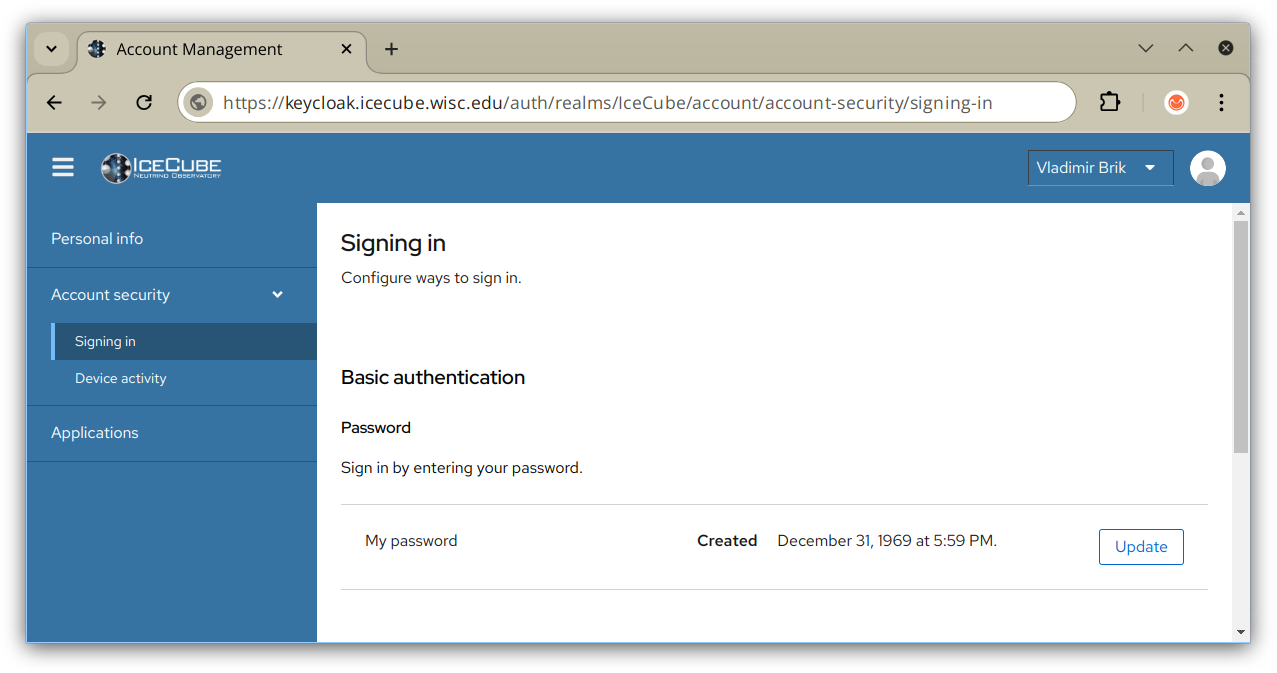 Account Management
https://keycloak.icecube.wisc.edu/auth/realms/IceCube/account/account-security/signing-in
ICECUBE
NEUTRINO OBSERVATORY
Vladimir Brik
Personal info
Account security
Signing in
Device activity
Applications
Signing in
Configure ways to sign in.
Basic authentication
Password
Sign in by entering your password.
My password Created December 31, 1969 at 5:59 PM. Update